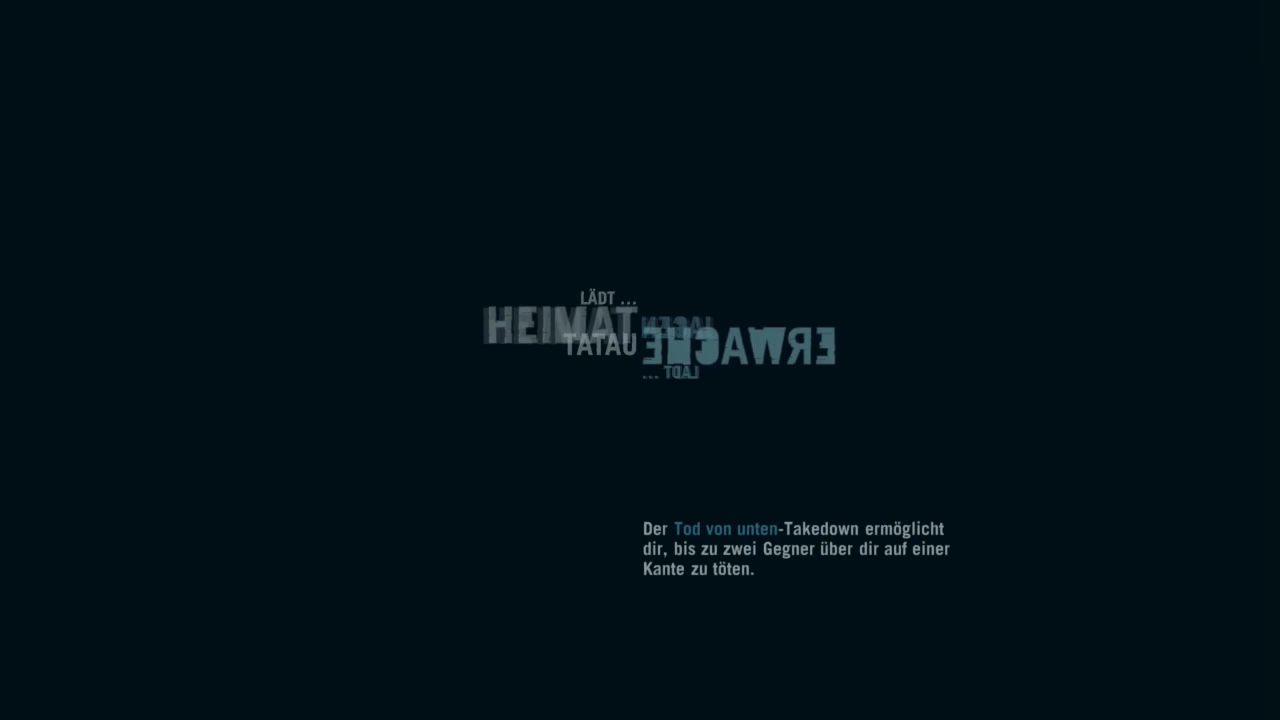 LÄDT ...
HEIMAT
TATAU
JAGEN
ERWACHE
LÄDT ...
Der Tod von unten-Takedown ermöglicht
dir, bis zu zwei Gegner über dir auf einer
Kante zu töten.